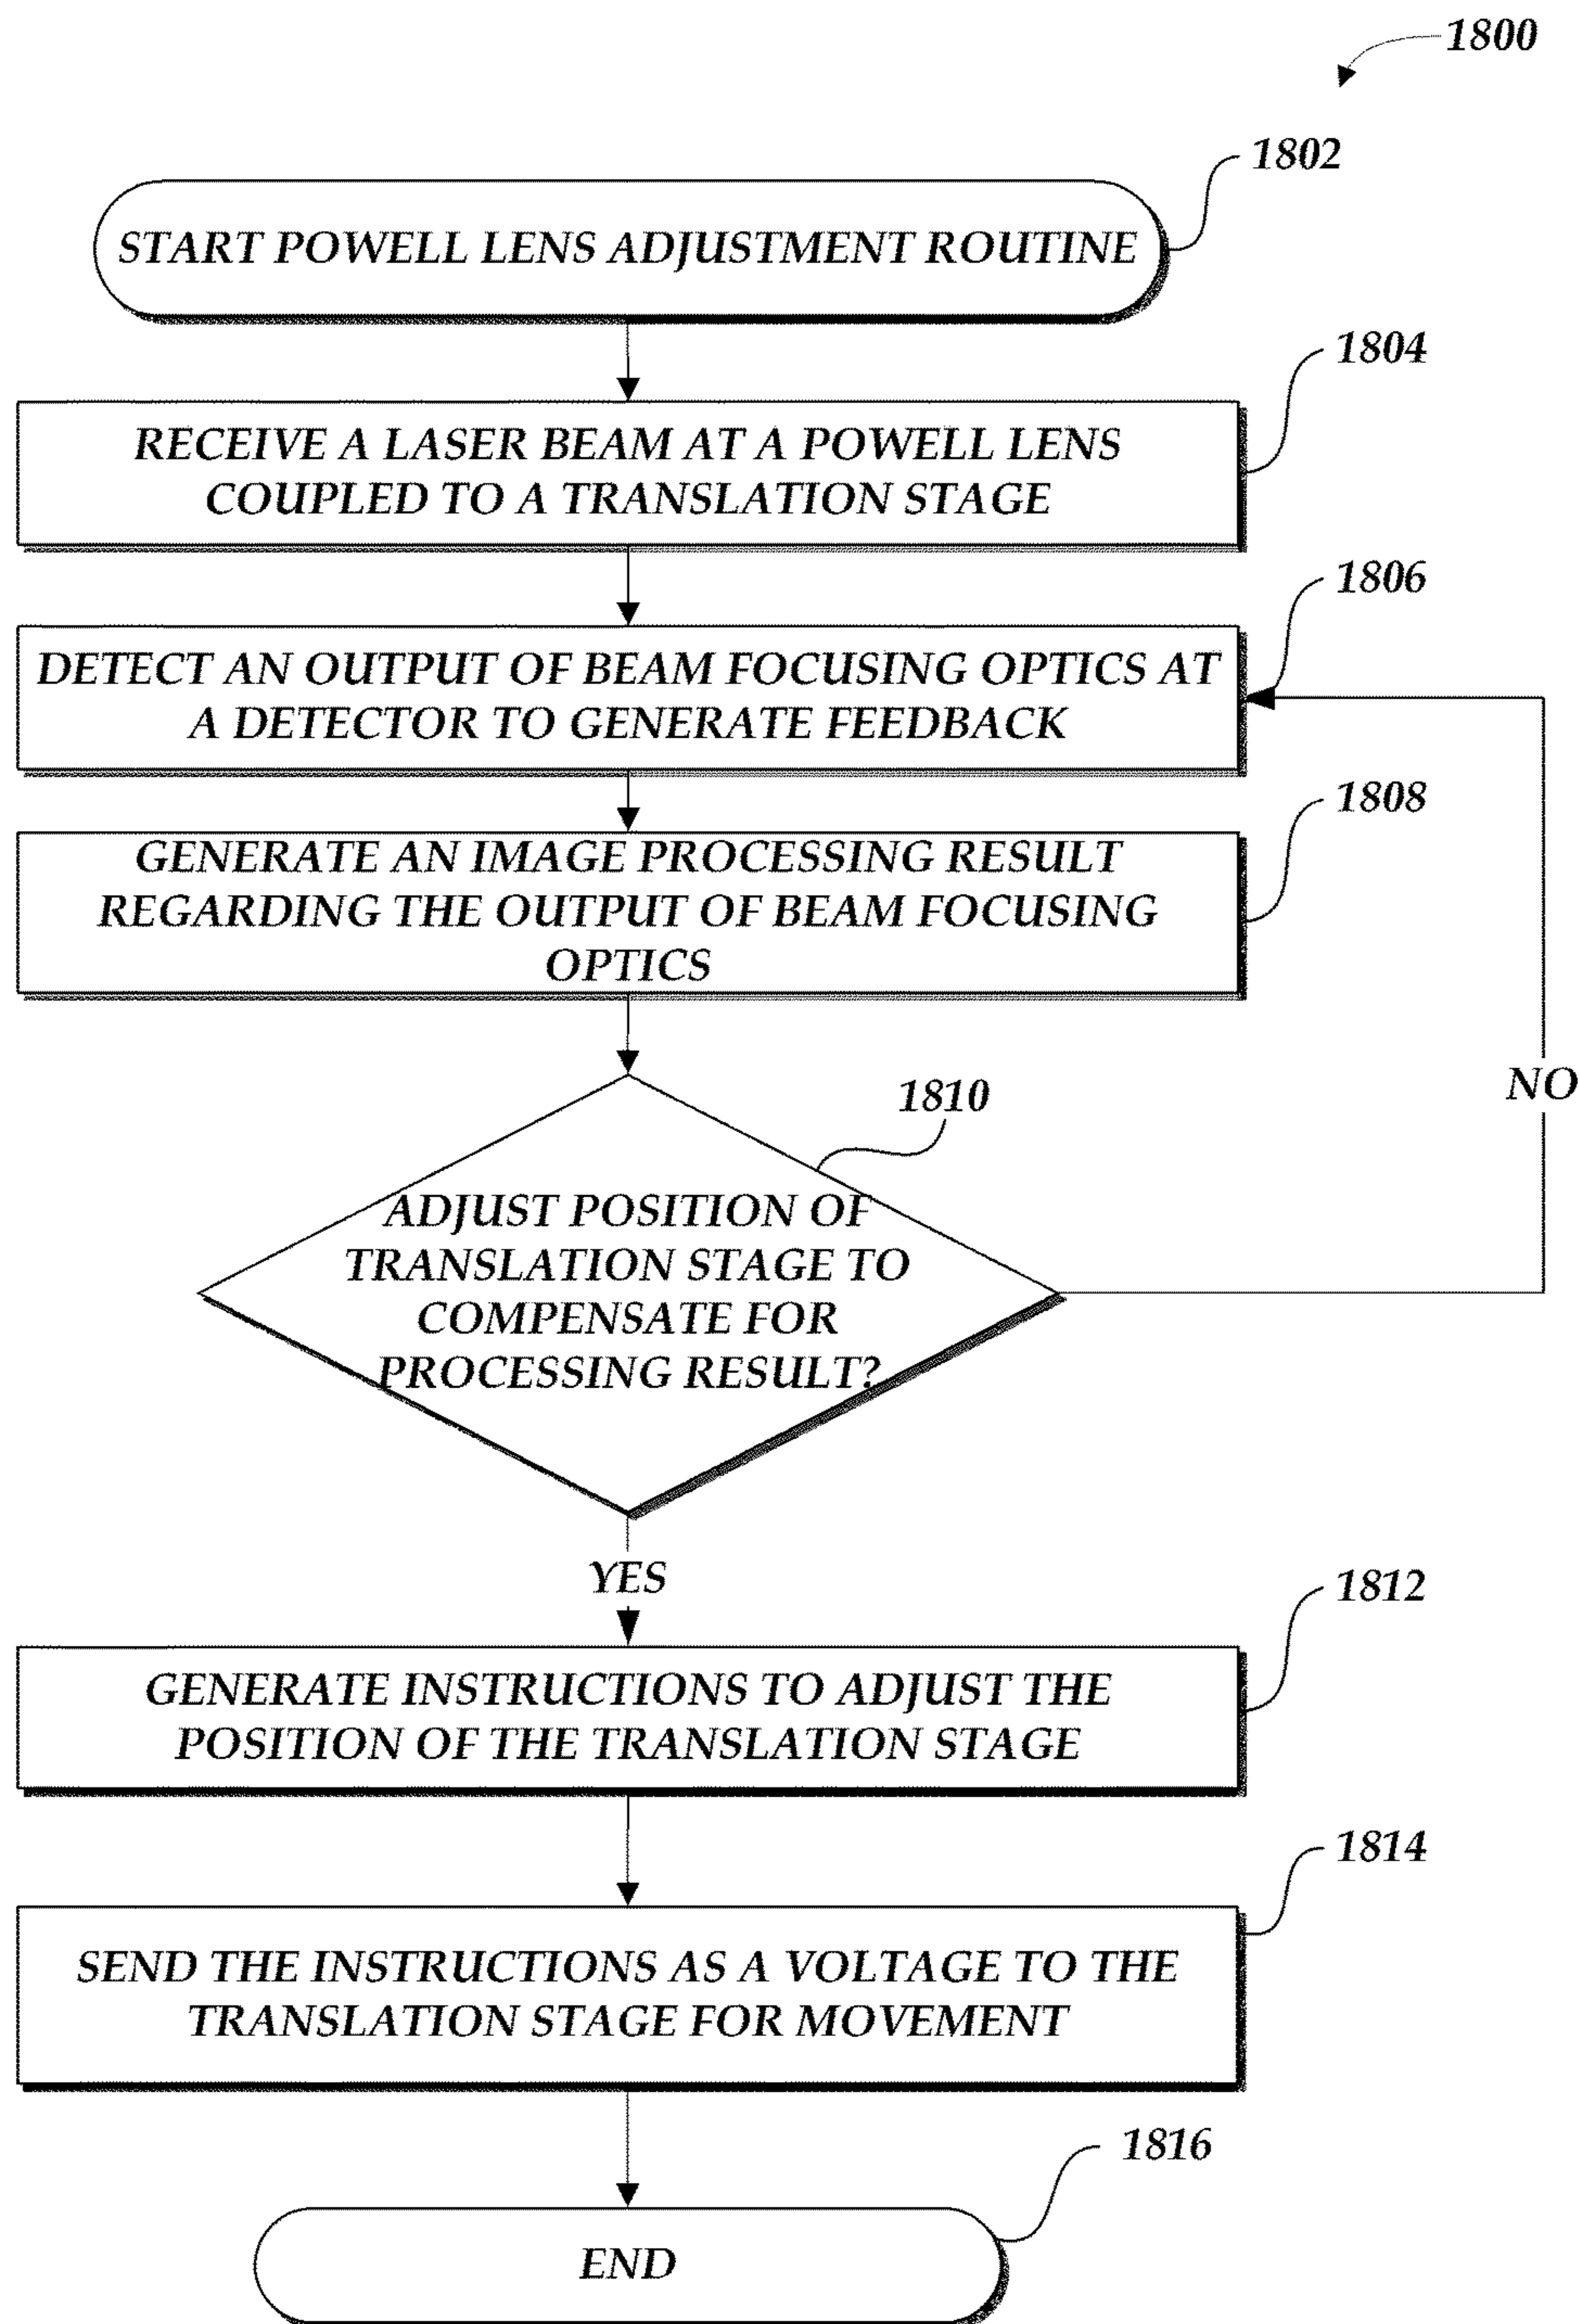 1800
1802
START POWELL LENS ADJUSTMENT ROUTINE
1804
RECEIVE A LASER BEAM AT A POWELL LENS
COUPLED TO A TRANSLATION STAGE
1806
DETECT AN OUTPUT OF BEAM FOCUSING OPTICS AT
A DETECTOR TO GENERATE FEEDBACK
1808
GENERATE AN IMAGE PROCESSING RESULT
REGARDING THE OUTPUT OF BEAM FOCUSING
OPTICS
NO
1810
ADJUST POSITION OF
TRANSLATION STAGE TO
COMPENSATE FOR
PROCESSING RESULT?
YES
1812
GENERATE INSTRUCTIONS TO ADJUST THE
POSITION OF THE TRANSLATION STAGE
1814
SEND THE INSTRUCTIONS AS A VOLTAGE TO THE
TRANSLATION STAGE FOR MOVEMENT
1816
END